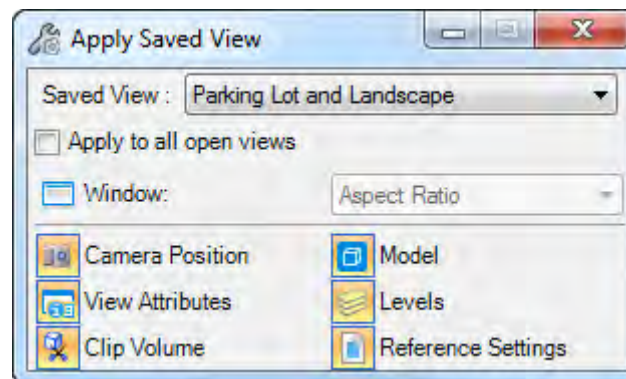 Apply Saved View
Saved View : Parking Lot and Landscape
Apply to all open views
Window: Aspect Ratio
Camera Position Model
View Attributes Levels
Clip Volume Reference Settings